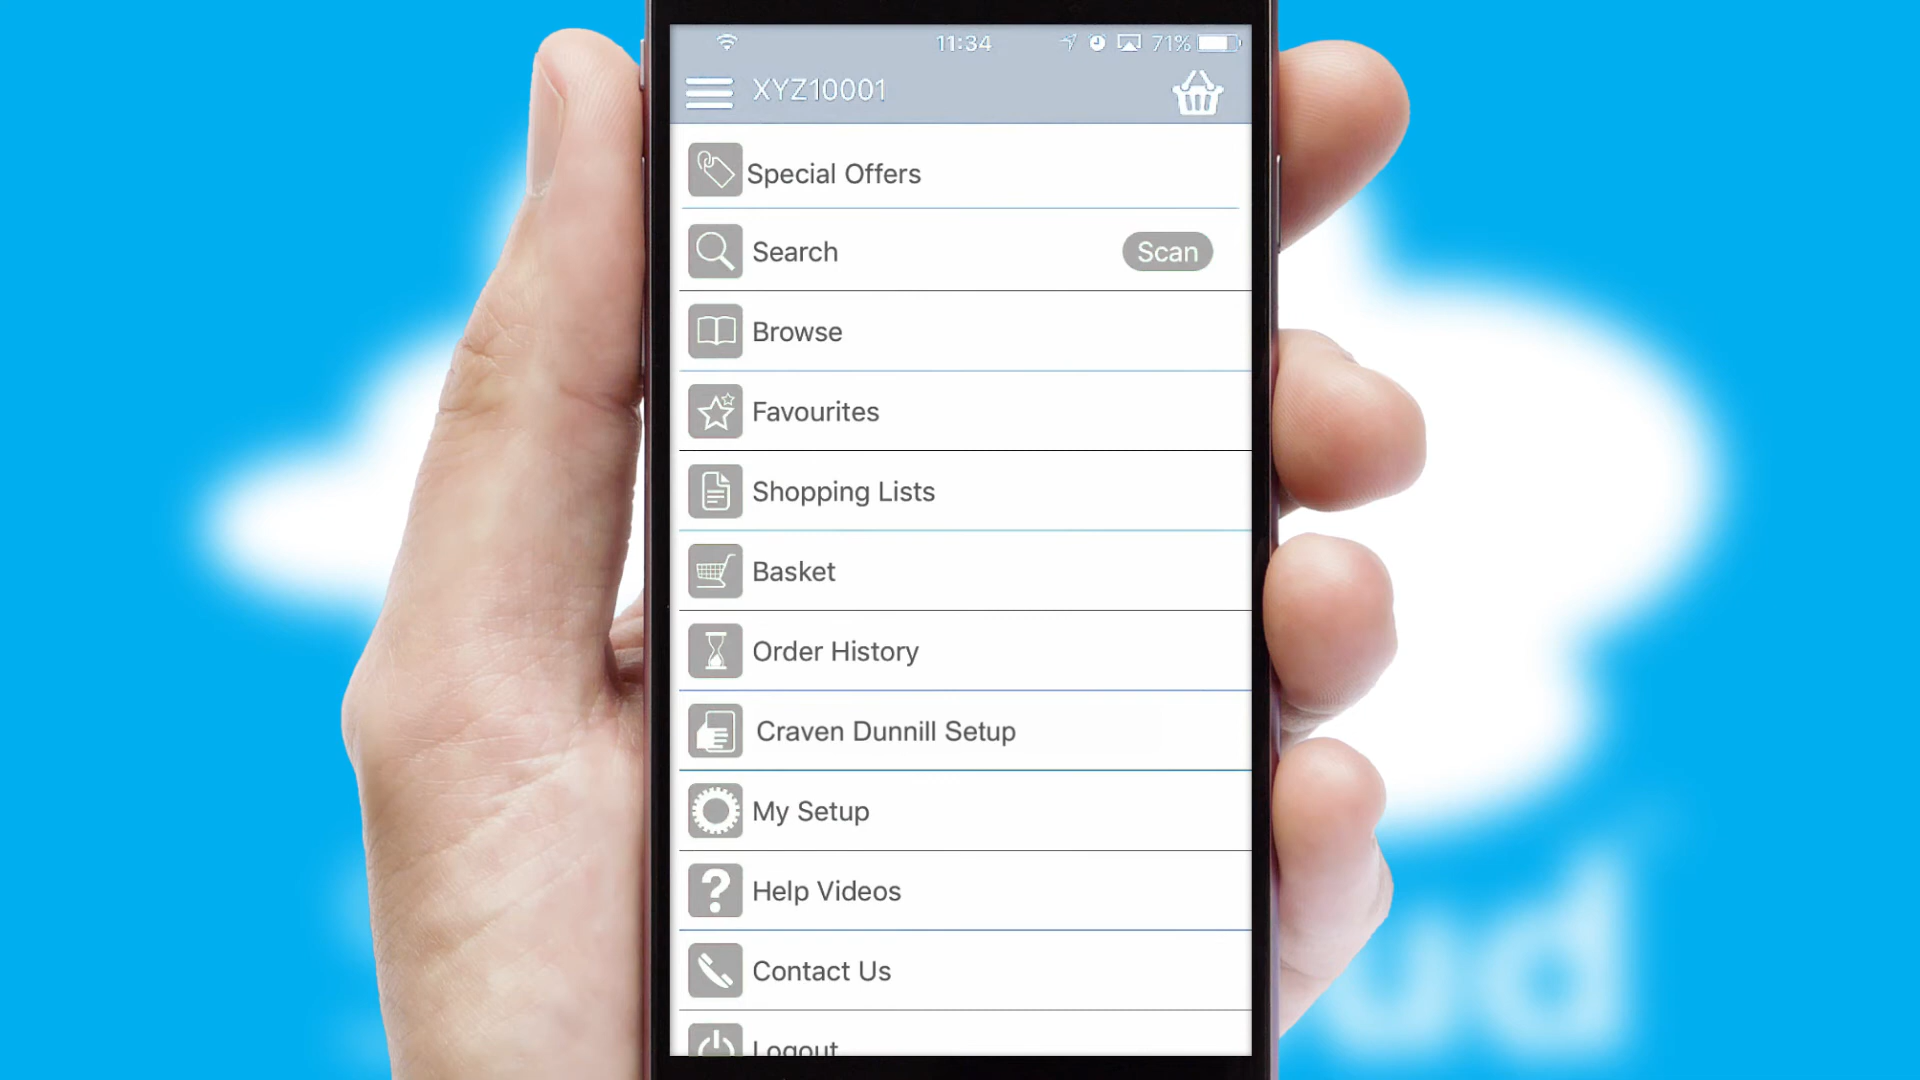 11:34
71%
XYZ10001
Special Offers
Search
Scan
Browse
Favourites
Shopping Lists
Basket
Order History
Craven Dunnill Setup
My Setup
Help Videos
Contact Us
Logout
ud